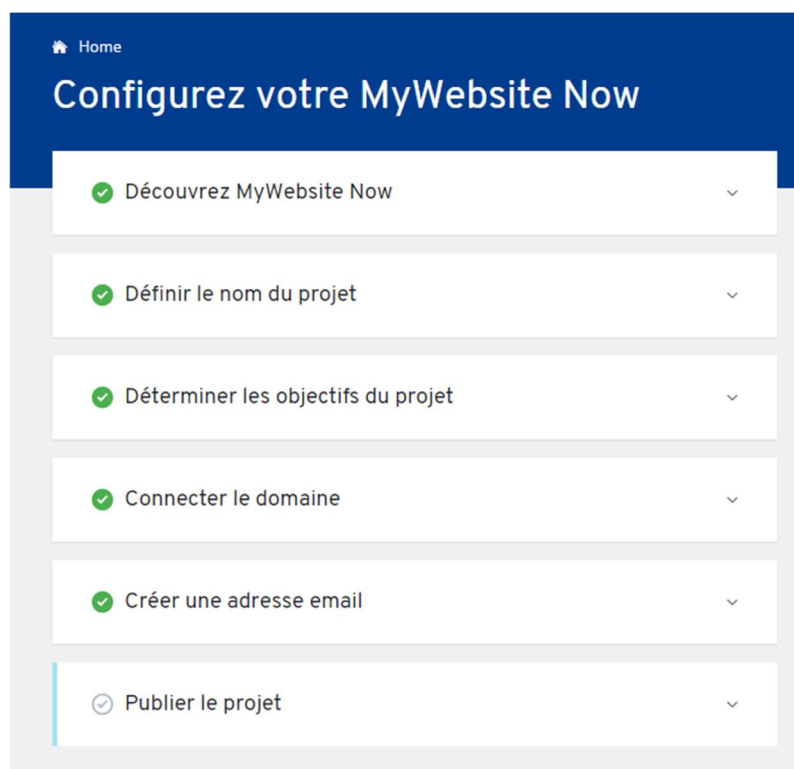 Home
Configurez votre MyWebsite Now
Découvrez MyWebsite Now
Définir le nom du projet
Déterminer les objectifs du projet
Connecter le domaine
Créer une adresse email
Publier le projet